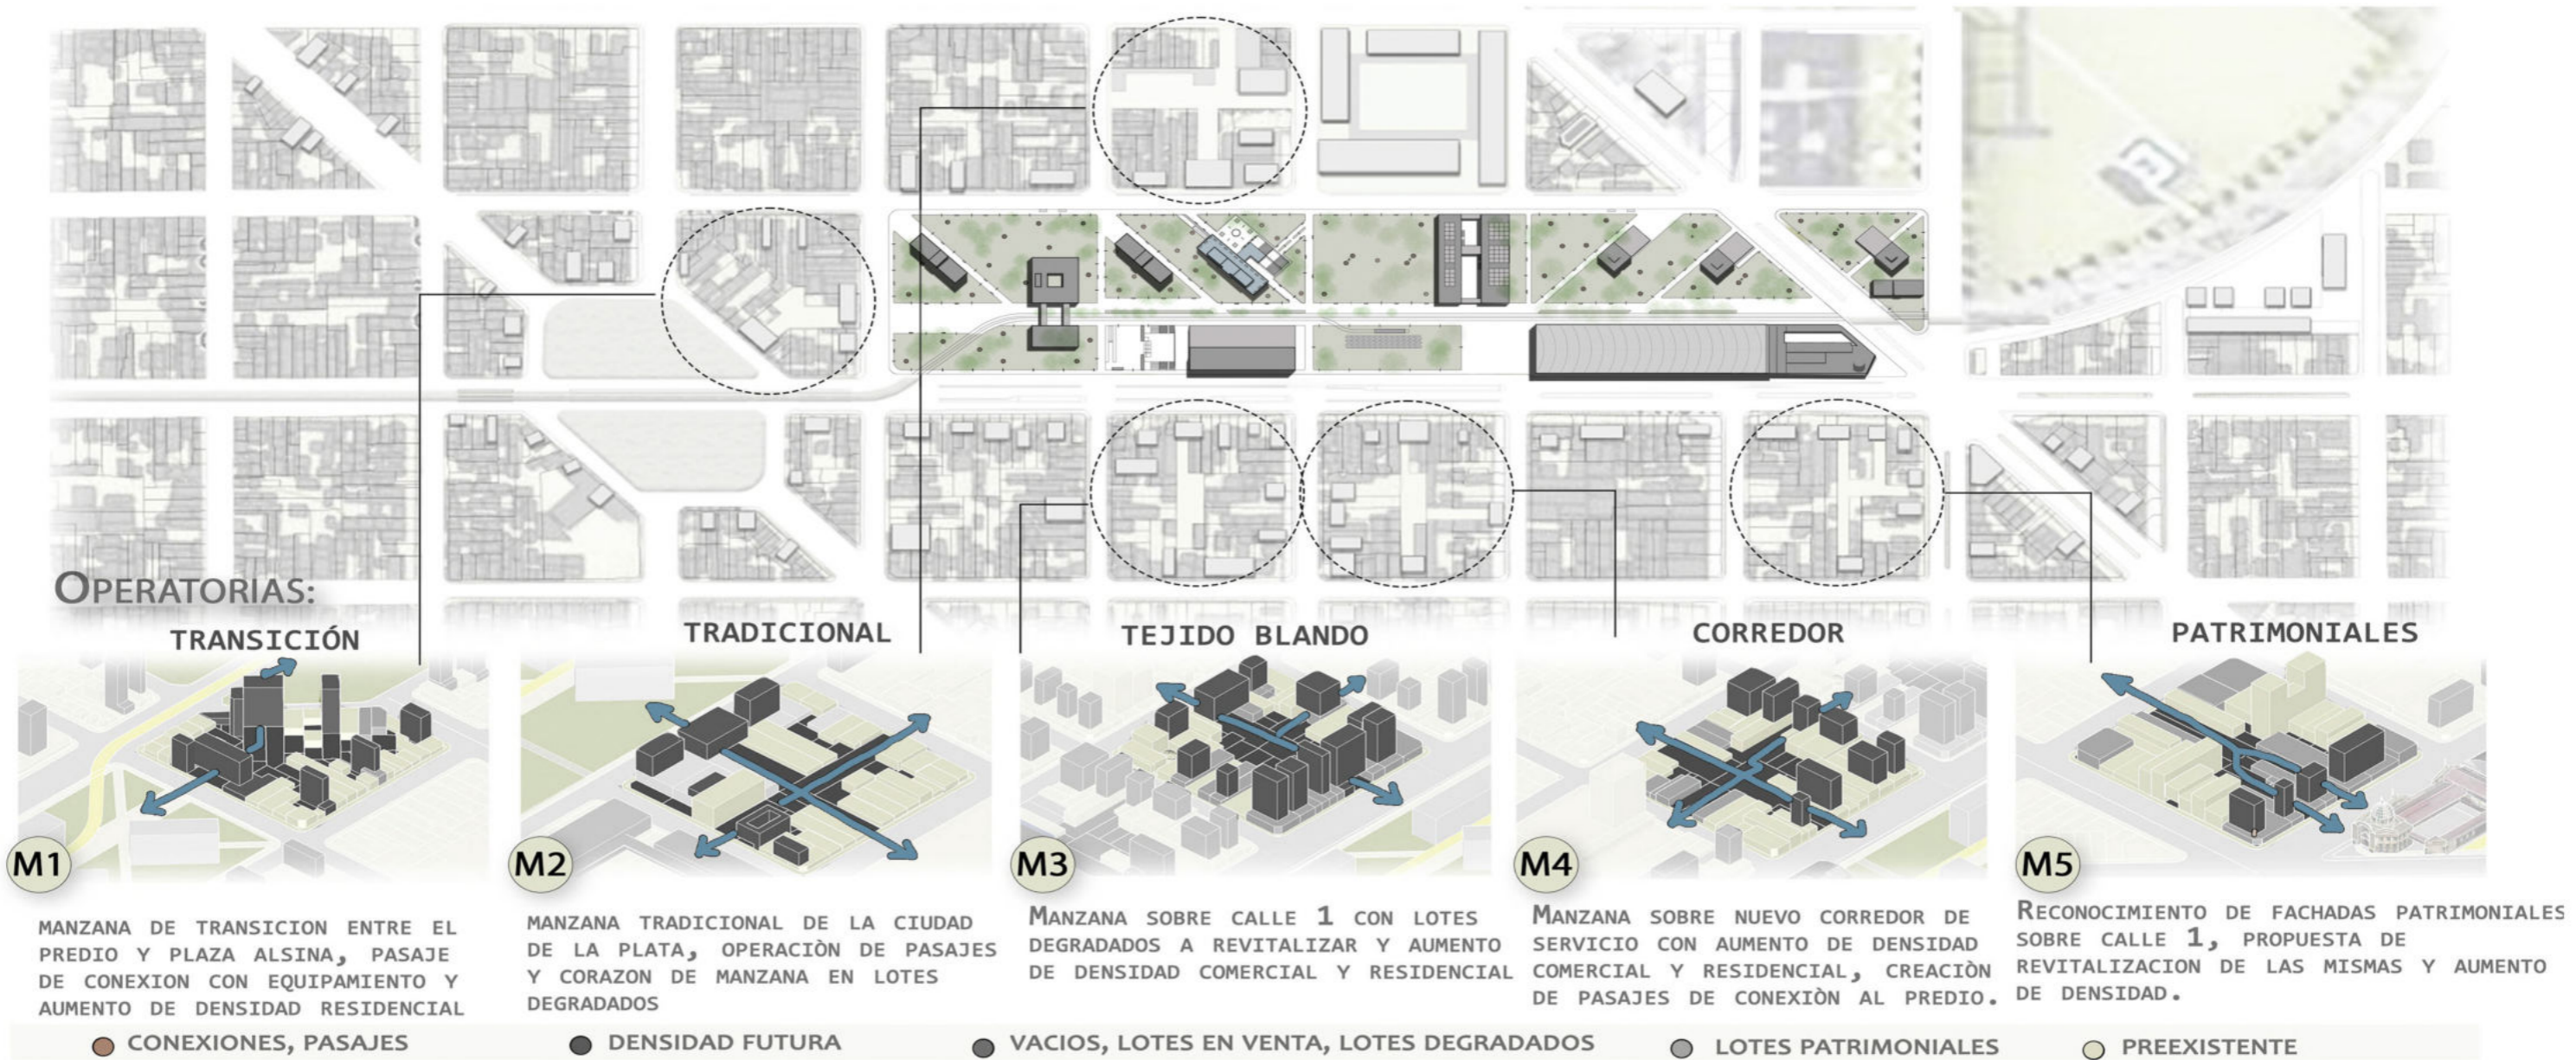 OPERATORIAS:
TRANSICIÓN
TRADICIONAL
TEJIDO BLANDO
CORREDOR
PATRIMONIALES
M1
MANZANA DE TRANSICION ENTRE EL
PREDIO Y PLAZA ALSINA, PASAJE
DE CONEXION CON EQUIPAMIENTO Y
AUMENTO DE DENSIDAD RESIDENCIAL
M2
MANZANA TRADICIONAL DE LA CIUDAD
DE LA PLATA, OPERACIÒN DE PASAJES
Y CORAZON DE MANZANA EN LOTES
DEGRADADOS
M3
MANZANA SOBRE CALLE 1 CON LOTES
DEGRADADOS A REVITALIZAR Y AUMENTO
DE DENSIDAD COMERCIAL Y RESIDENCIAL
M4
MANZANA SOBRE NUEVO CORREDOR DE
SERVICIO CON AUMENTO DE DENSIDAD
COMERCIAL Y RESIDENCIAL, CREACIÒN
DE PASAJES DE CONEXIÒN AL PREDIO.
M5
RECONOCIMIENTO DE FACHADAS PATRIMONIALES
SOBRE CALLE 1, PROPUESTA DE
REVITALIZACION DE LAS MISMAS Y AUMENTO
DE DENSIDAD.
CONEXIONES, PASAJES
DENSIDAD FUTURA
VACIOS, LOTES EN VENTA, LOTES DEGRADADOS
LOTES PATRIMONIALES
PREEXISTENTE